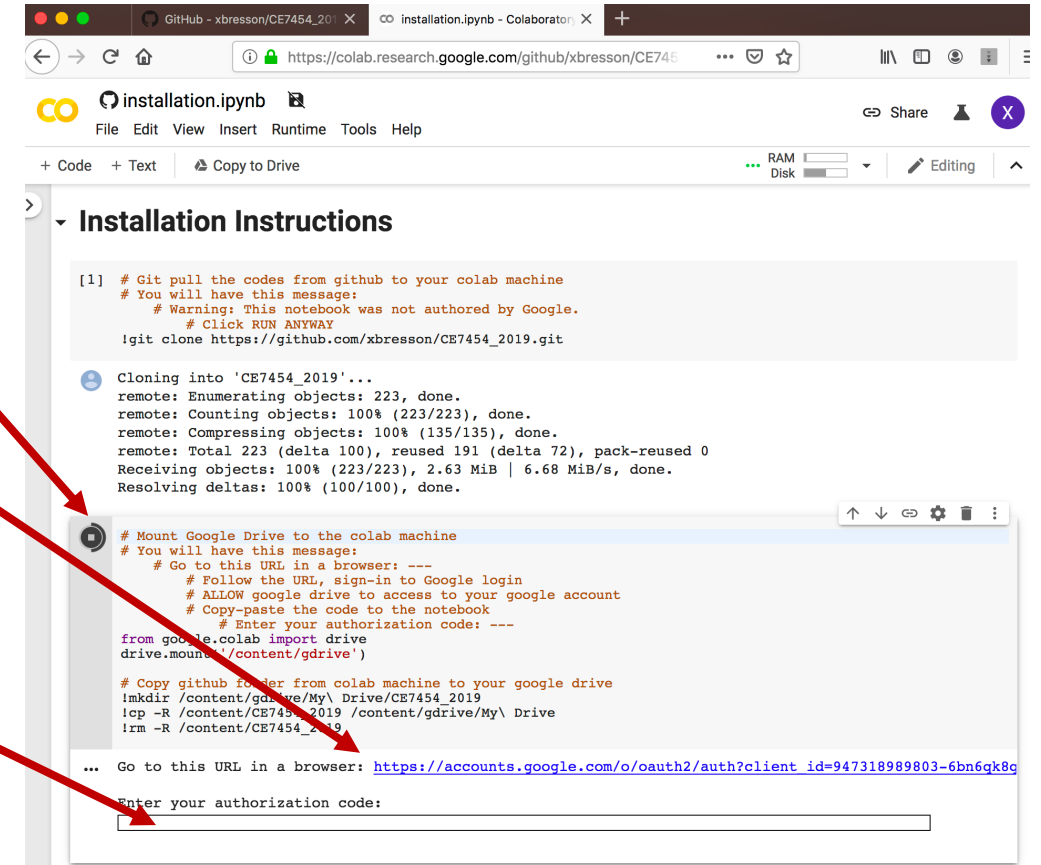 GitHub - xbresson/CE7454_201
installation.ipynb - Colaboratory
https://colab.research.google.com/github/xbresson/CE745
installation.ipynb
Share
X
File Edit View Insert Runtime Tools Help
+ Code + Text Copy to Drive
RAM
Disk
Editing
Installation Instructions
[1] # Git pull the codes from github to your colab machine
# You will have this message:
# Warning: This notebook was not authored by Google.
# Click RUN ANYWAY
!git clone https://github.com/xbresson/CE7454_2019.git
Cloning into 'CE7454_2019'...
remote: Enumerating objects: 223, done.
remote: Counting objects: 100% (223/223), done.
remote: Compressing objects: 100% (135/135), done.
remote: Total 223 (delta 100), reused 191 (delta 72), pack-reused 0
Receiving objects: 100% (223/223), 2.63 MiB | 6.68 MiB/s, done.
Resolving deltas: 100% (100/100), done.
# Mount Google Drive to the colab machine
# You will have this message:
# Go to this URL in a browser: ---
# Follow the URL, sign-in to Google login
# ALLOW google drive to access to your google account
# Copy-paste the code to the notebook
# Enter your authorization code: ---
from google.colab import drive
drive.mount('/content/gdrive')
# Copy github folder from colab machine to your google drive
!mkdir /content/gdrive/My\ Drive/CE7454_2019
!cp -R /content/CE7454_2019 /content/gdrive/My\ Drive
!rm -R /content/CE7454_2019
... Go to this URL in a browser: https://accounts.google.com/o/oauth2/auth?client_id=947318989803-6bn6qk8q
Enter your authorization code: